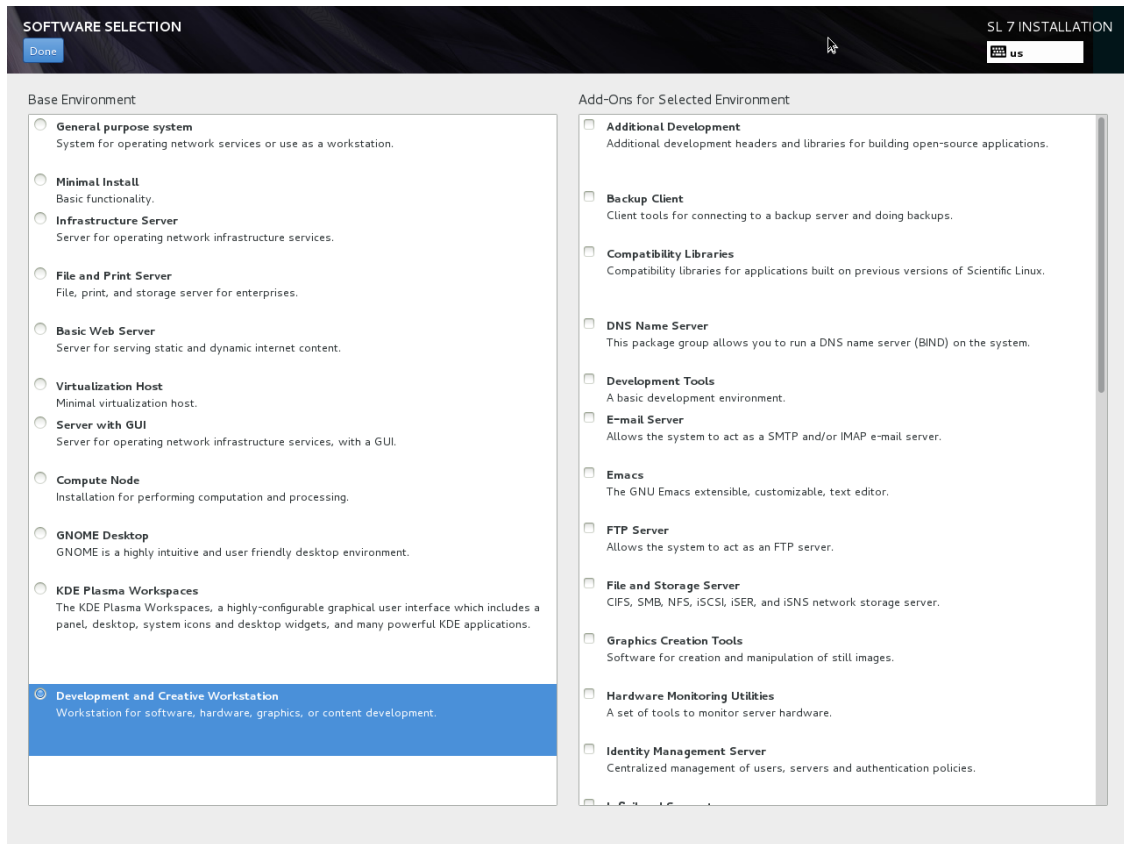 SOFTWARE SELECTION
SL 7 INSTALLATION
Done
us
Base Environment
General purpose system
System for operating network services or use as a workstation.
Minimal Install
Basic functionality.
Infrastructure Server
Server for operating network infrastructure services.
File and Print Server
File, print, and storage server for enterprises.
Basic Web Server
Server for serving static and dynamic internet content.
Virtualization Host
Minimal virtualization host.
Server with GUI
Server for operating network infrastructure services, with a GUI.
Compute Node
Installation for performing computation and processing.
GNOME Desktop
GNOME is a highly intuitive and user friendly desktop environment.
KDE Plasma Workspaces
The KDE Plasma Workspaces, a highly-configurable graphical user interface which includes a
panel, desktop, system icons and desktop widgets, and many powerful KDE applications.
Development and Creative Workstation
Workstation for software, hardware, graphics, or content development.
Add-Ons for Selected Environment
Additional Development
Additional development headers and libraries for building open-source applications.
Backup Client
Client tools for connecting to a backup server and doing backups.
Compatibility Libraries
Compatibility libraries for applications built on previous versions of Scientific Linux.
DNS Name Server
This package group allows you to run a DNS name server (BIND) on the system.
Development Tools
A basic development environment.
E-mail Server
Allows the system to act as a SMTP and/or IMAP e-mail server.
Emacs
The GNU Emacs extensible, customizable, text editor.
FTP Server
Allows the system to act as an FTP server.
File and Storage Server
CIFS, SMB, NFS, iSCSI, iSER, and iSNS network storage server.
Graphics Creation Tools
Software for creation and manipulation of still images.
Hardware Monitoring Utilities
A set of tools to monitor server hardware.
Identity Management Server
Centralized management of users, servers and authentication policies.